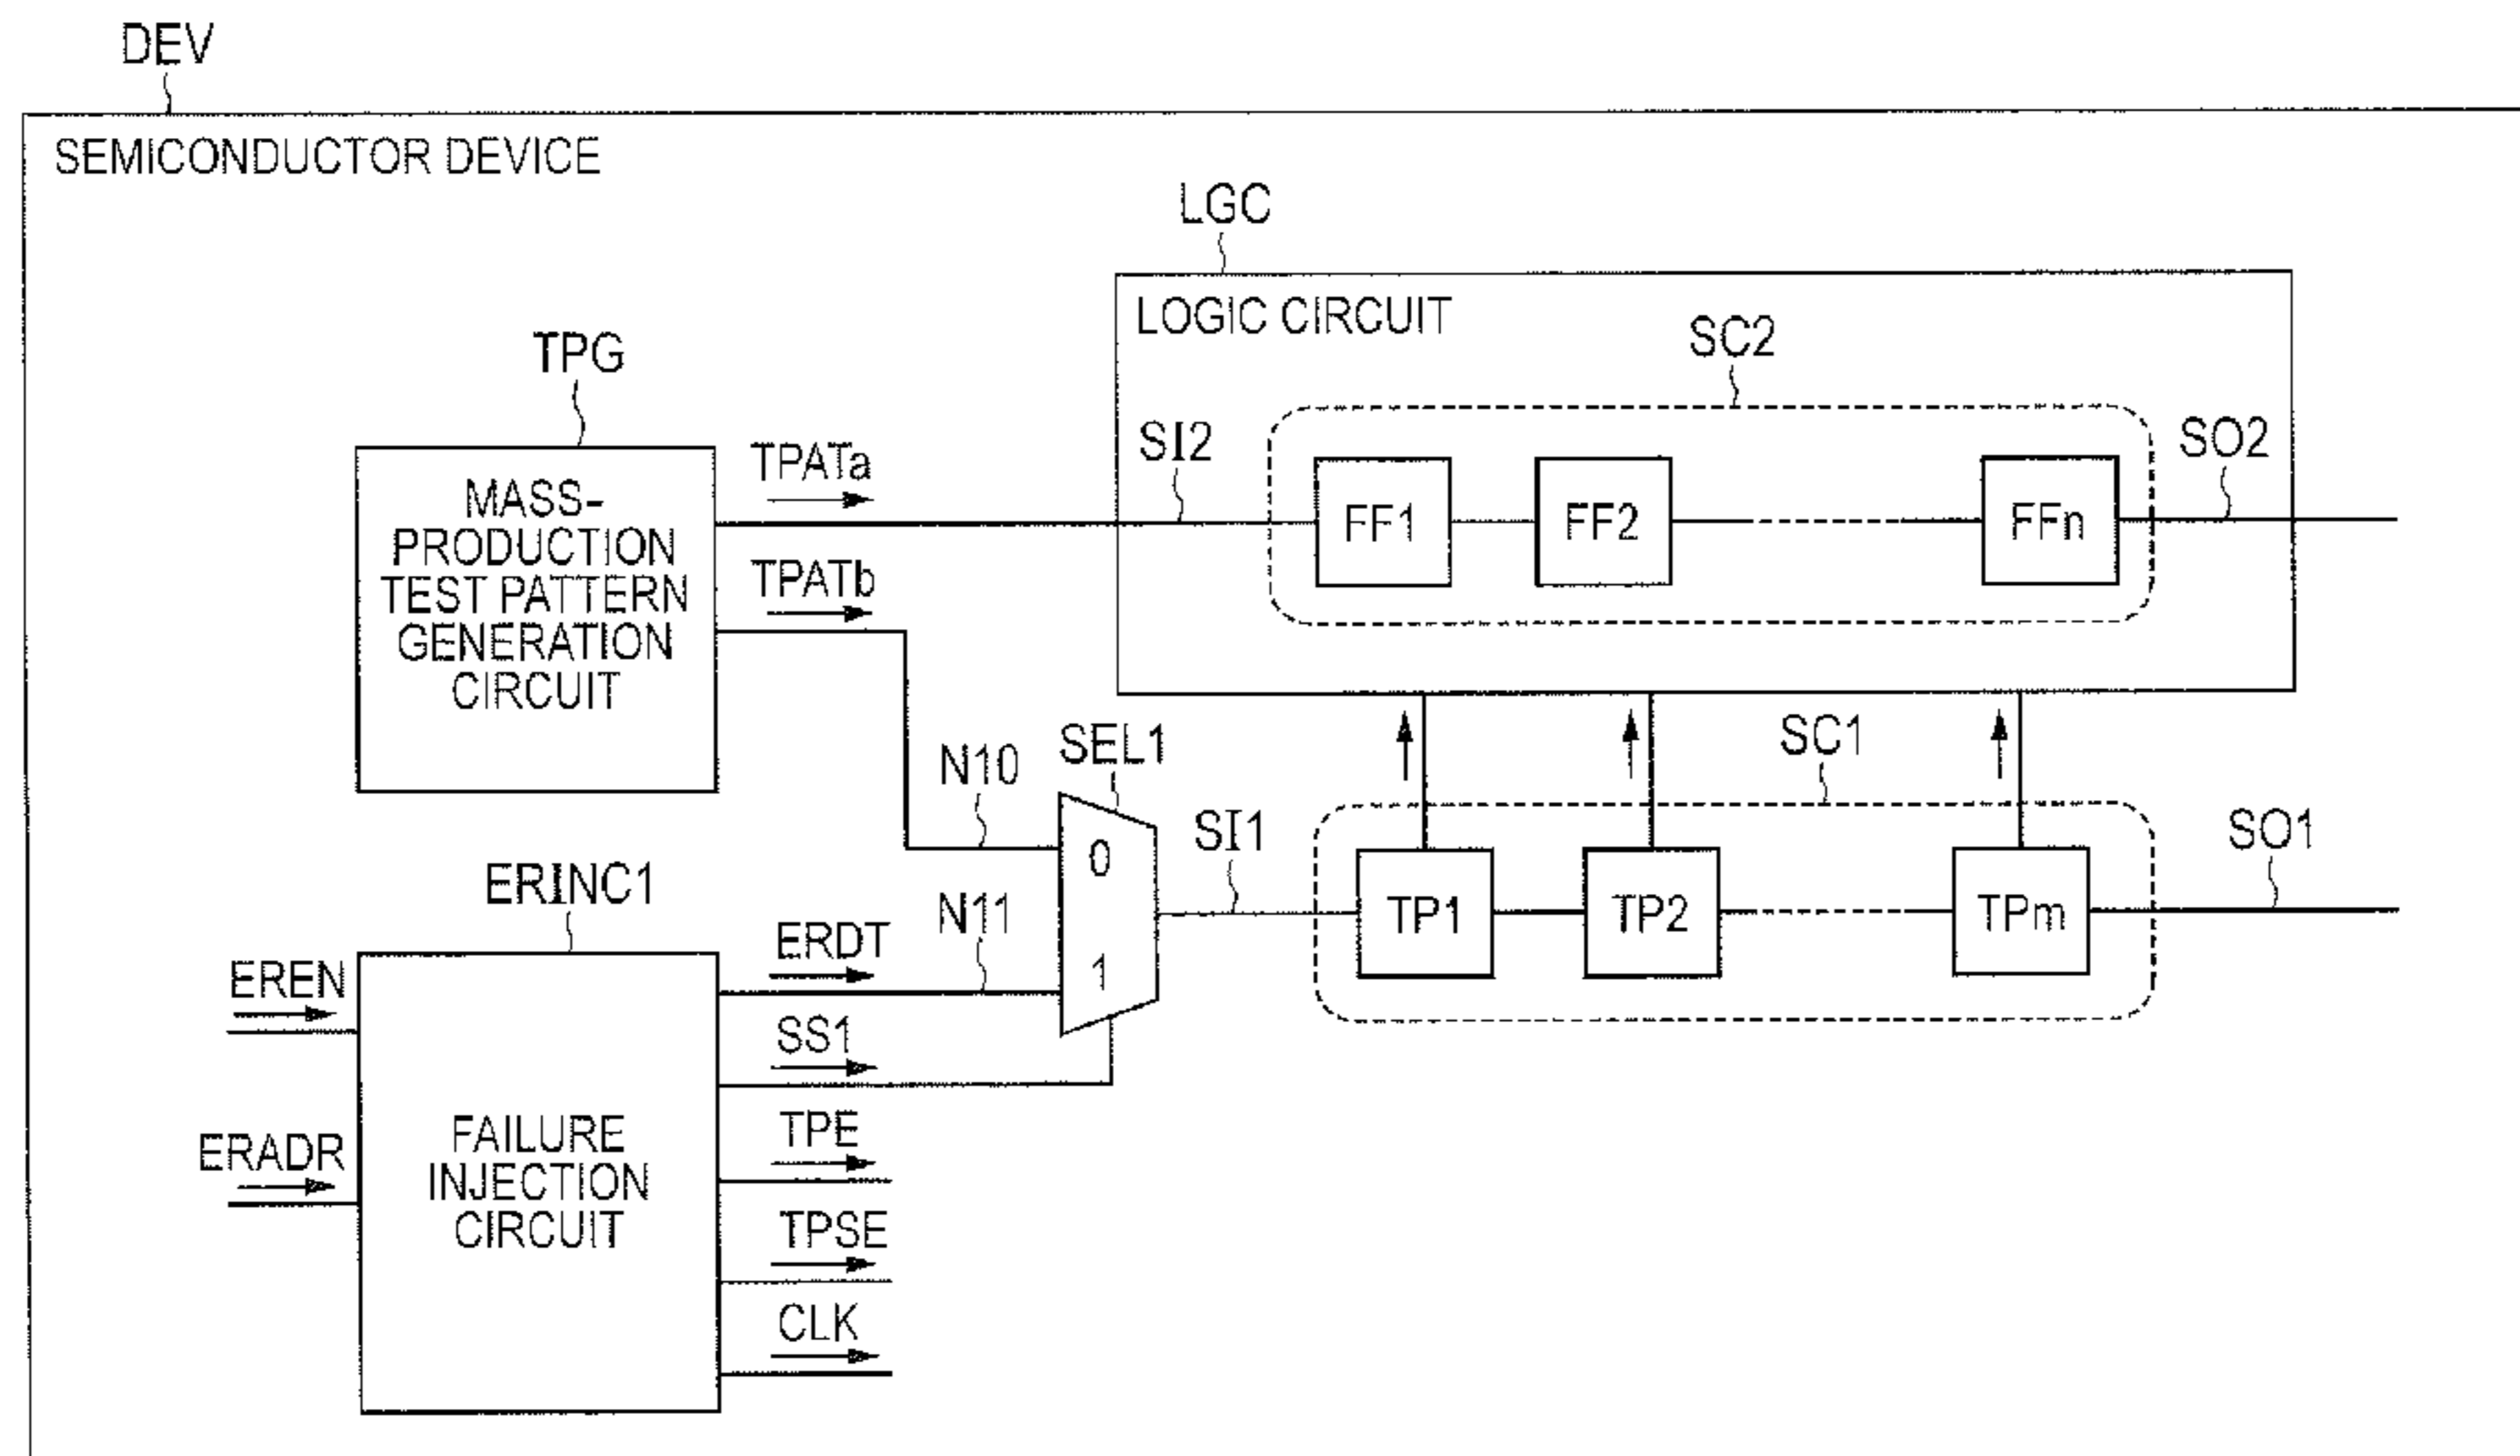 DEV
SEMICONDUCTOR DEVICE
LGC
LOGIC CIRCUIT
SC2
TPG
TPATa
SI2
SO2
MASS-
PRODUCTION
TEST PATTERN
GENERATION
CIRCUIT
FF1
FF2
FFn
TPATb
SEL1
SC1
N10
0
SI1
SO1
ERINC1
N11
TP1
TP2
TPm
ERDT
1
EREN
SS1
ERADR
FAILURE
INJECTION
CIRCUIT
TPE
TPSE
CLK